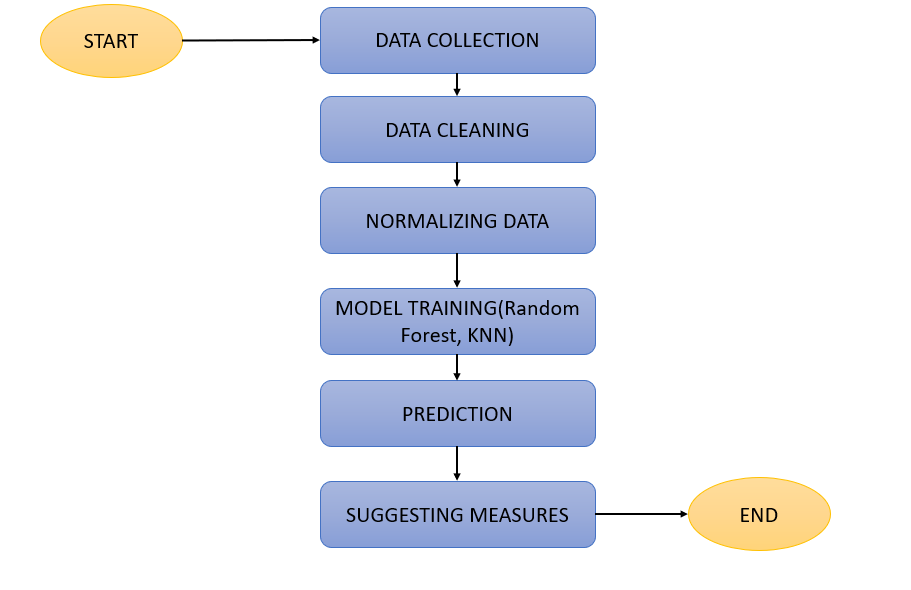 START
DATA COLLECTION
DATA CLEANING
NORMALIZING DATA
MODEL TRAINING(Random
Forest, KNN)
PREDICTION
SUGGESTING MEASURES
END